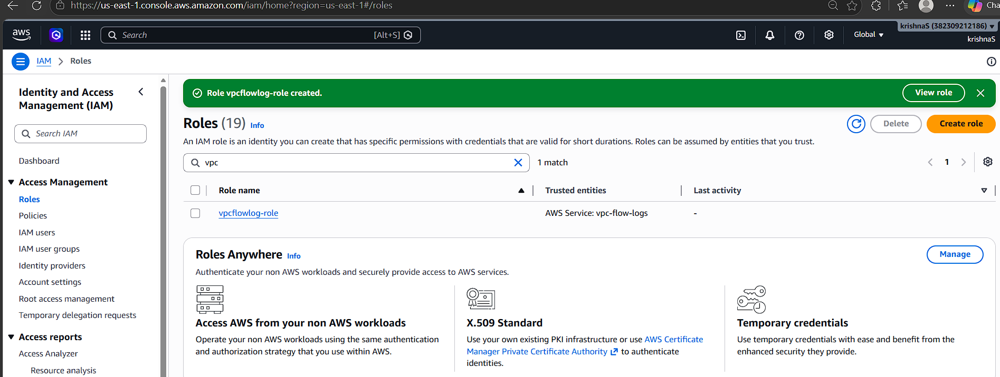 https://us-east-1.console.aws.amazon.com/iam/home?region=us-east-1#/roles
Cha
aws
Search
[Alt+S]
Global
krishnaS (382309212186)
krishnaS
IAM
Roles
Identity and Access
Management (IAM)
Search IAM
Dashboard
Access Management
Roles
Policies
IAM users
IAM user groups
Identity providers
Account settings
Root access management
Temporary delegation requests
Access reports
Access Analyzer
Resource analysis
Role vpcflowlog-role created.
View role
Roles (19) Info
Delete
Create role
An IAM role is an identity you can create that has specific permissions with credentials that are valid for short durations. Roles can be assumed by entities that you trust.
vpc
1 match
1
Role name
Trusted entities
Last activity
vpcflowlog-role
AWS Service: vpc-flow-logs
-
Roles Anywhere Info
Manage
Authenticate your non AWS workloads and securely provide access to AWS services.
Access AWS from your non AWS workloads
Operate your non AWS workloads using the same authentication
and authorization strategy that you use within AWS.
X.509 Standard
Use your own existing PKI infrastructure or use AWS Certificate
Manager Private Certificate Authority to authenticate
identities.
Temporary credentials
Use temporary credentials with ease and benefit from the
enhanced security they provide.